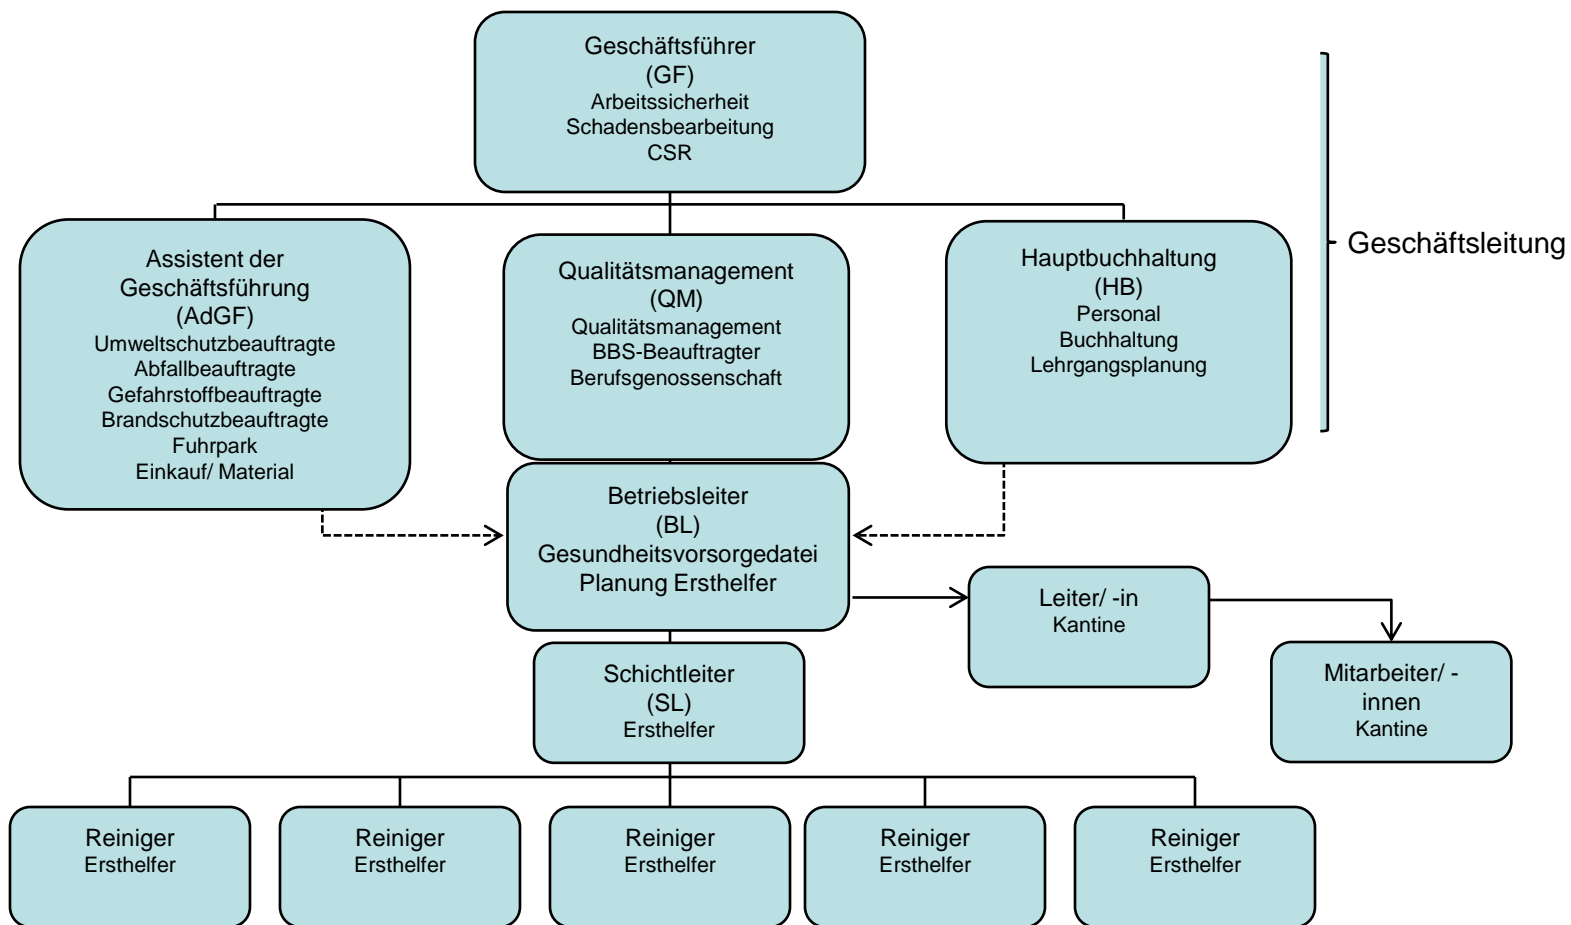 Geschäftsführer
(GF)
Arbeitssicherheit
Schadensbearbeitung
CSR
Geschäftsleitung
Assistent der
Geschäftsführung
(AdGF)
Umweltschutzbeauftragte
Abfallbeauftragte
Gefahrstoffbeauftragte
Brandschutzbeauftragte
Fuhrpark
Einkauf/ Material
Qualitätsmanagement
(QM)
Qualitätsmanagement
BBS-Beauftragter
Berufsgenossenschaft
Hauptbuchhaltung
(HB)
Personal
Buchhaltung
Lehrgangsplanung
Betriebsleiter
(BL)
Gesundheitsvorsorgedatei
Planung Ersthelfer
Leiter/ -in
Kantine
Mitarbeiter/ -
innen
Kantine
Schichtleiter
(SL)
Ersthelfer
Reiniger
Ersthelfer
Reiniger
Ersthelfer
Reiniger
Ersthelfer
Reiniger
Ersthelfer
Reiniger
Ersthelfer